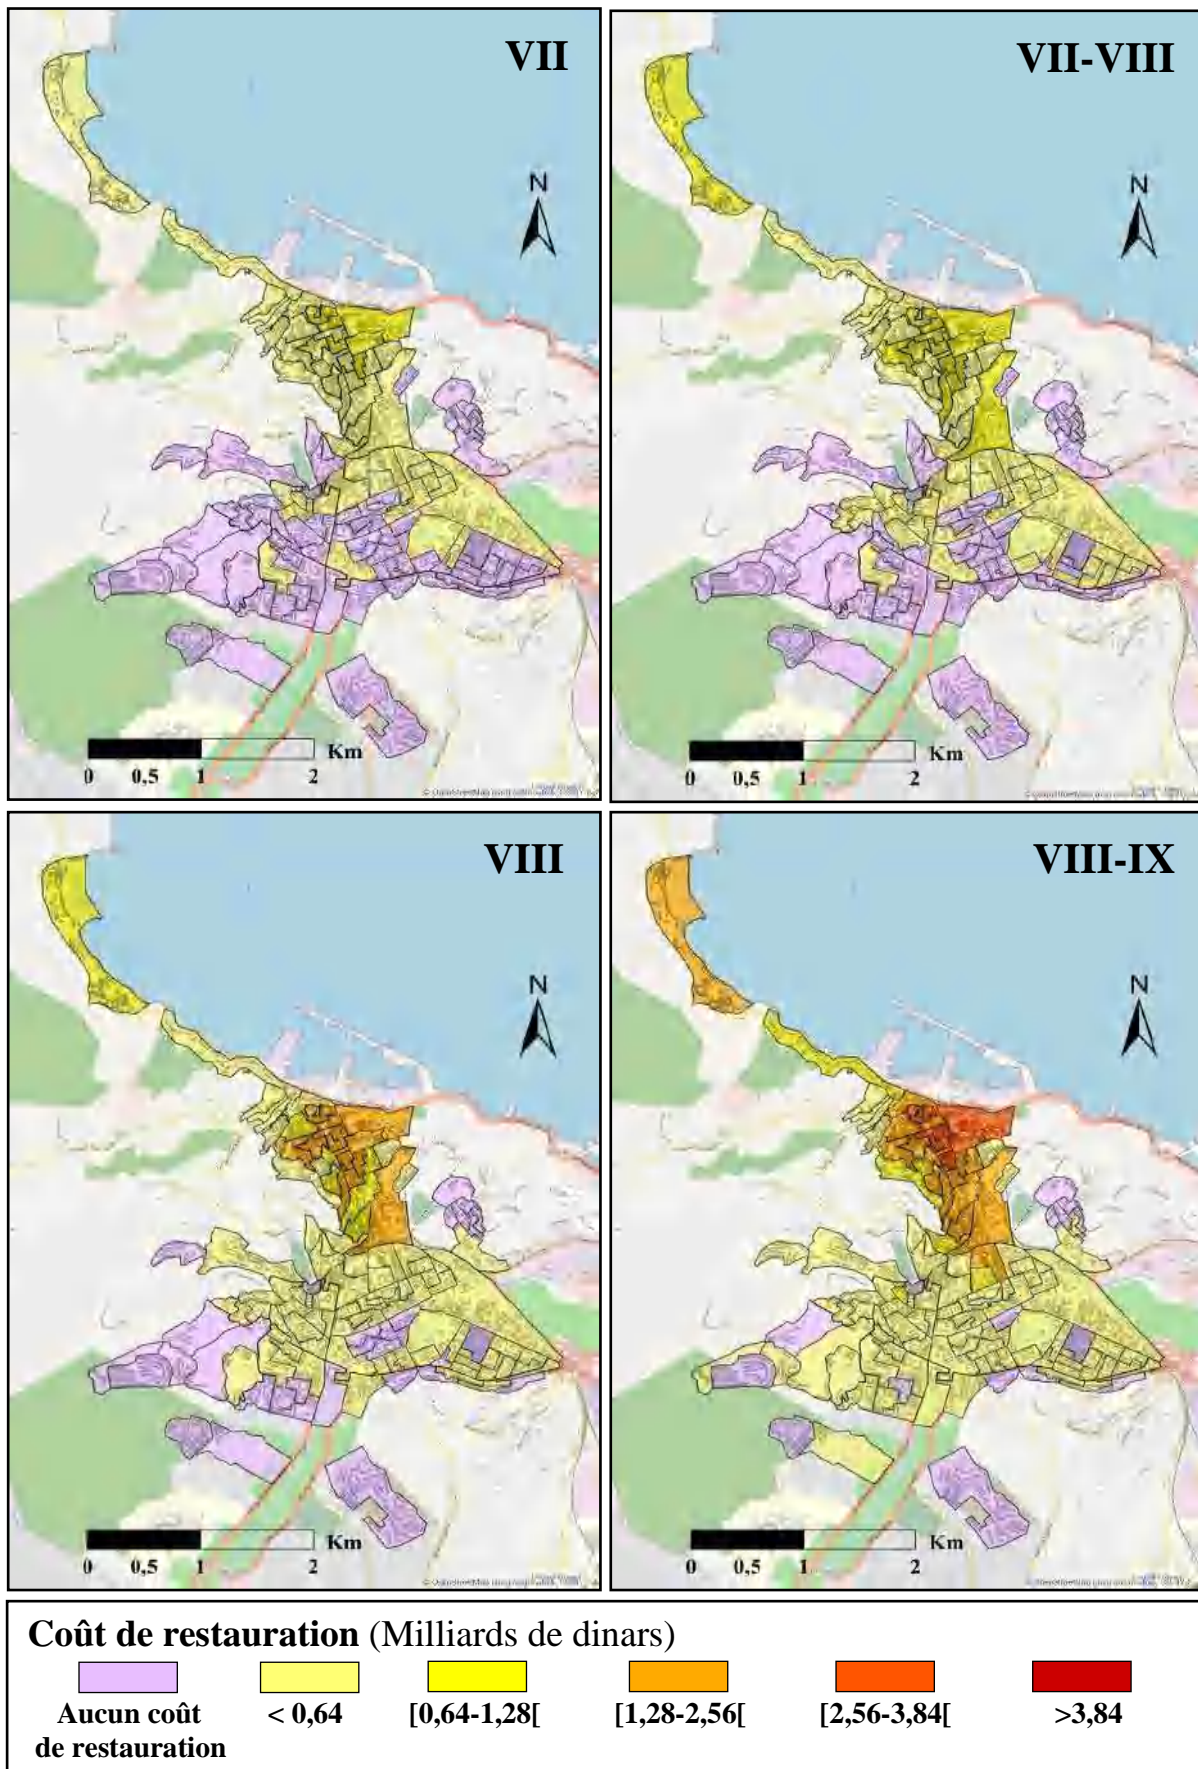 VII
N
Km
0 0,5 1 2
VII-VIII
N
Km
0 0,5 1 2
VIII
N
Km
0 0,5 1 2
VIII-IX
N
Km
0 0,5 1 2
Coût de restauration (Milliards de dinars)
Aucun coût
de restauration
< 0,64
[0,64-1,28[
[1,28-2,56[
[2,56-3,84[
>3,84